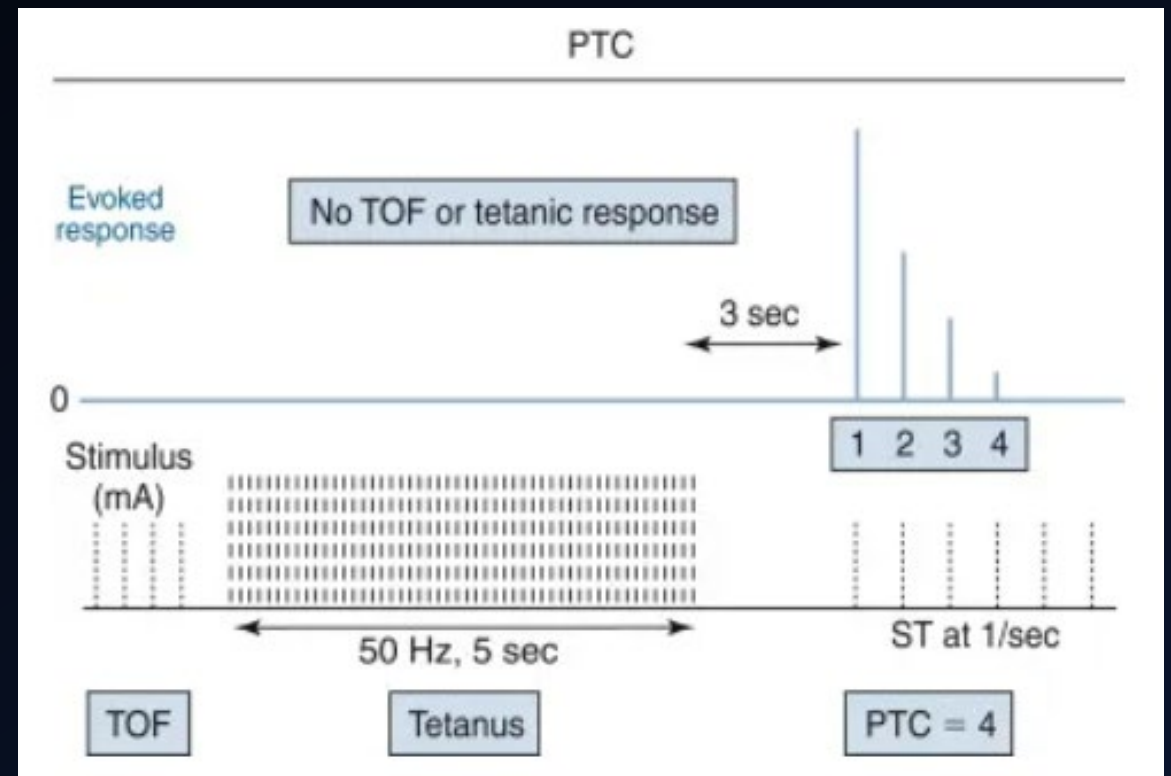 PTC
Evoked
response
No TOF or tetanic response
3 sec
0
1 2 3 4
Stimulus
(mA)
50 Hz, 5 sec
ST at 1/sec
TOF
Tetanus
PTC = 4